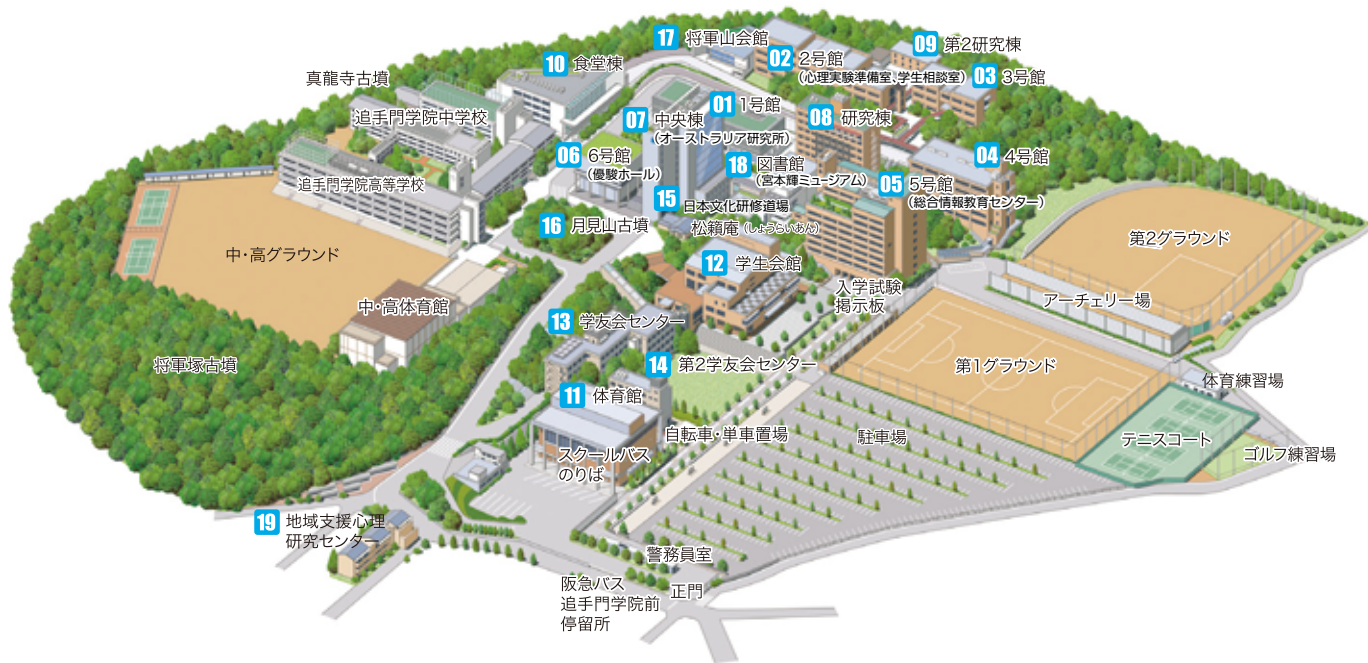 17 将軍山会館
02 2号館
(心理実験準備室、学生相談室)
09 第2研究棟
03 3号館
10 食堂棟
真龍寺古墳
追手門学院中学校
01 1号館
07 中央棟
(オーストラリア研究所)
08 研究棟
06 6号館
(優駿ホール)
18 図書館
(宮本輝ミュージアム)
04 4号館
05 5号館
(総合情報教育センター)
追手門学院高等学校
15 日本文化研修道場
松籟庵(しょうらいあん)
16 月見山古墳
中・高グラウンド
第2グラウンド
12 学生会館
入学試験
掲示板
アーチェリー場
中・高体育館
13 学友会センター
将軍塚古墳
14 第2学友会センター
第1グラウンド
体育練習場
11 体育館
自転車・単車置場
駐車場
テニスコート
スクールバス
のりば
ゴルフ練習場
19 地域支援心理
研究センター
警務員室
阪急バス
追手門学院前
停留所
正門